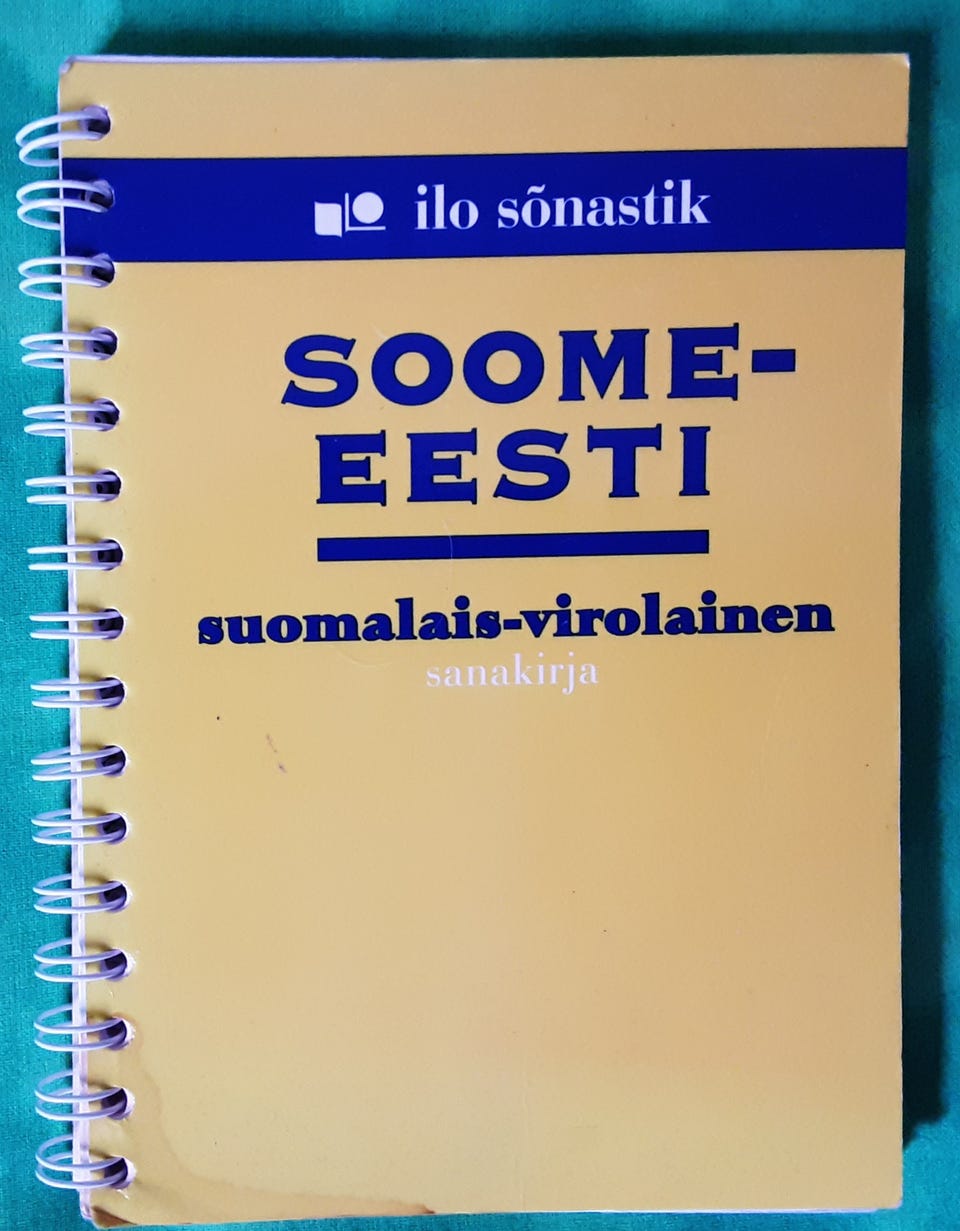 ilo sõnastik
SOOME-
EESTI
suomalais-virolainen
sanakirja